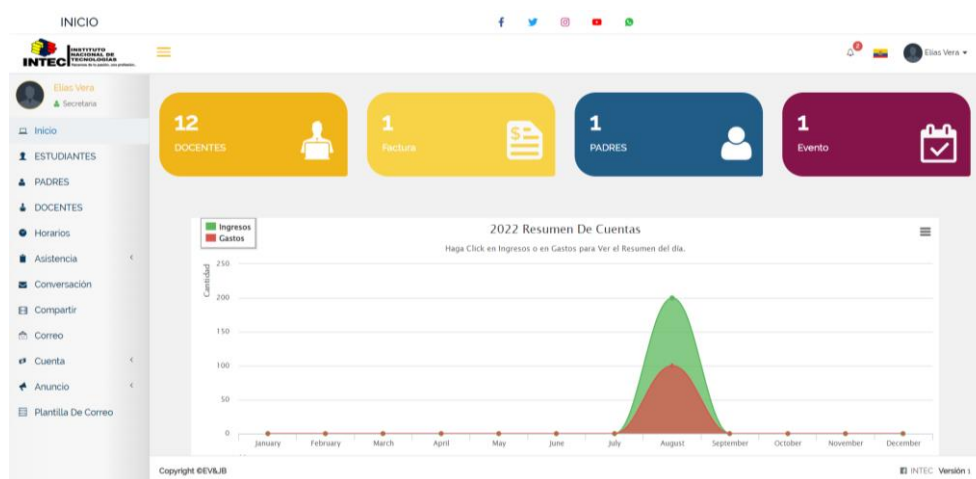 INICIO
INTEC INSTITUTO NACIONAL DE TECNOLOGÍAS
2
Elias Vera
Elias Vera
Secretaria
Inicio
ESTUDIANTES
PADRES
DOCENTES
Horarios
Asistencia
Conversación
Compartir
Correo
Cuenta
Anuncio
Plantilla De Correo
12
DOCENTES
1
Factura
1
PADRES
1
Evento
Ingresos
Gastos
2022 Resumen De Cuentas
Haga Click en Ingresos o en Gastos para Ver el Resumen del día.
Cantidad
250
200
150
100
50
0
January February March April May June July August September October November December
Copyright ©EV&JB
INTEC Versión 1